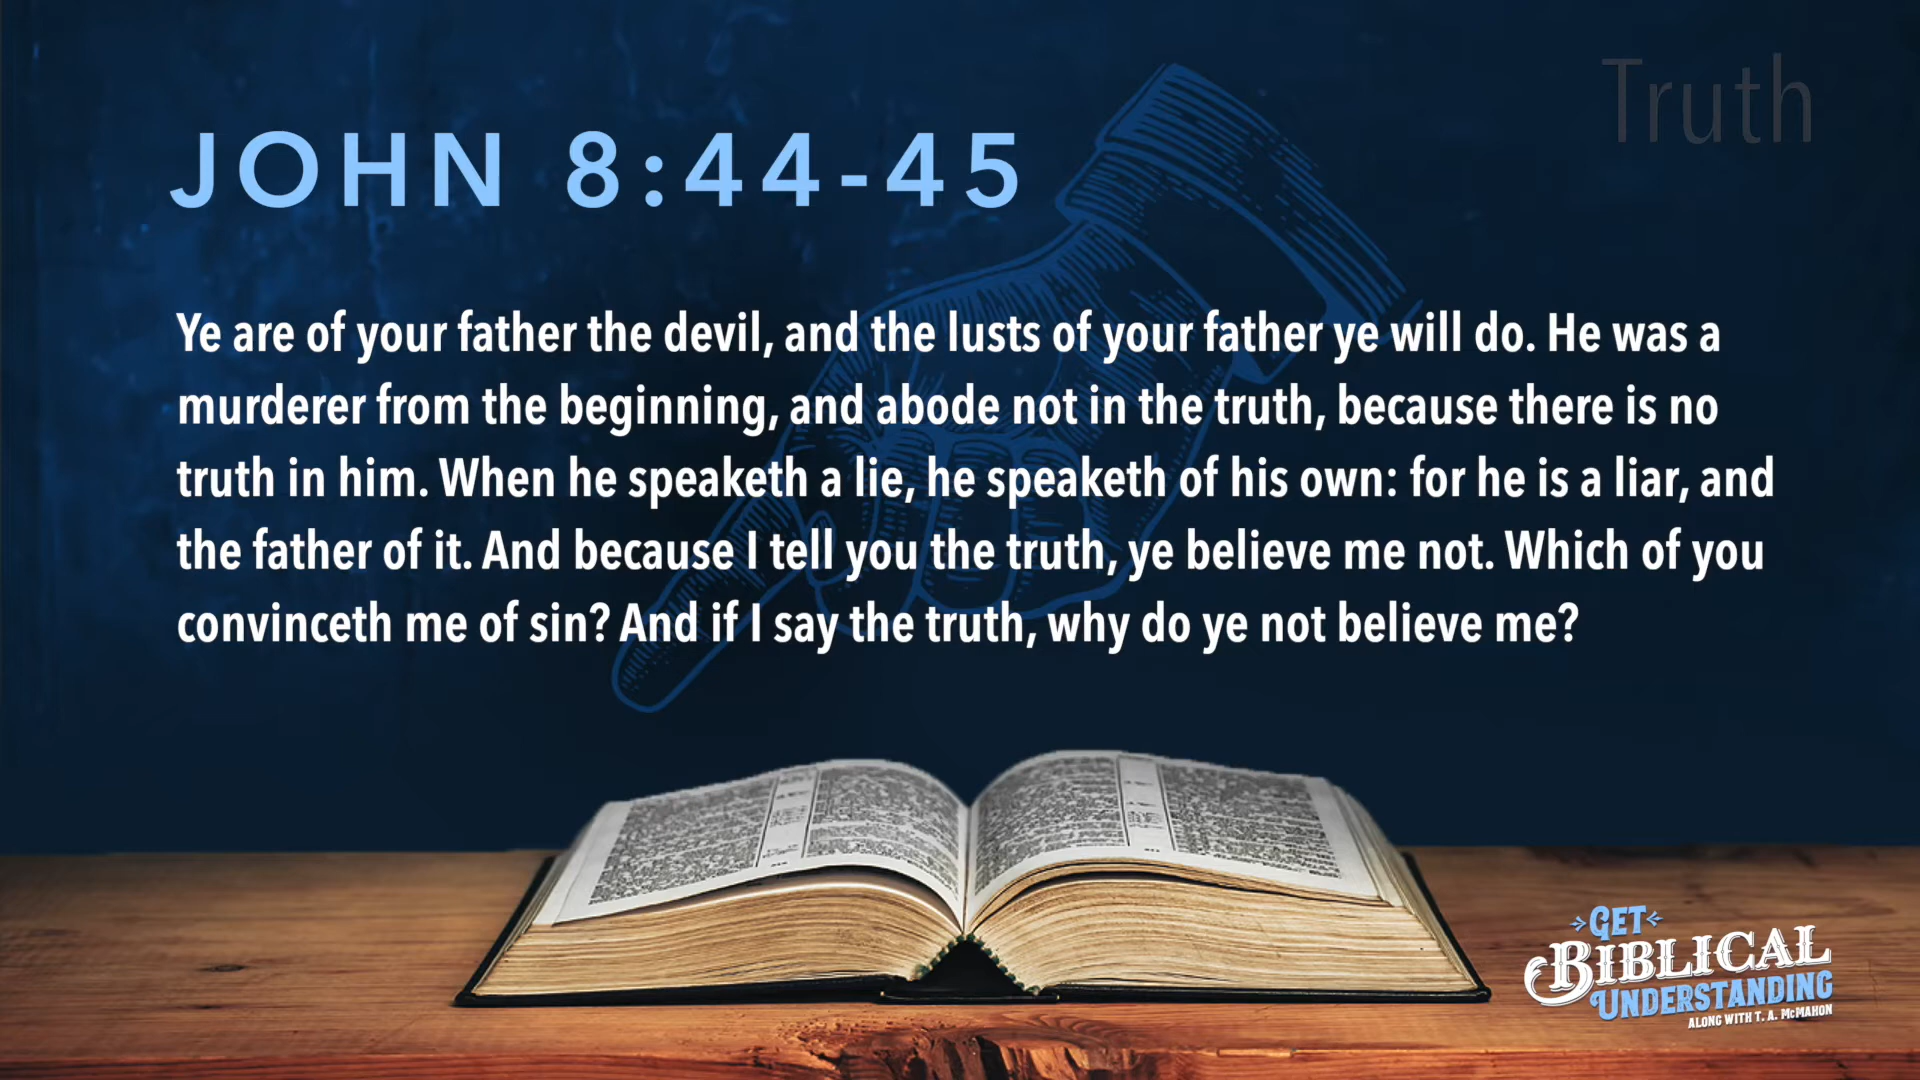 Truth
JOHN 8:44-45
Ye are of your father the devil, and the lusts of your father ye will do. He was a
murderer from the beginning, and abode not in the truth, because there is no
truth in him. When he speaketh a lie, he speaketh of his own: for he is a liar, and
the father of it. And because I tell you the truth, ye believe me not. Which of you
convinceth me of sin? And if I say the truth, why do ye not believe me?
GET
BIBLICAL
UNDERSTANDING
ALONG WITH T. A. McMAHON